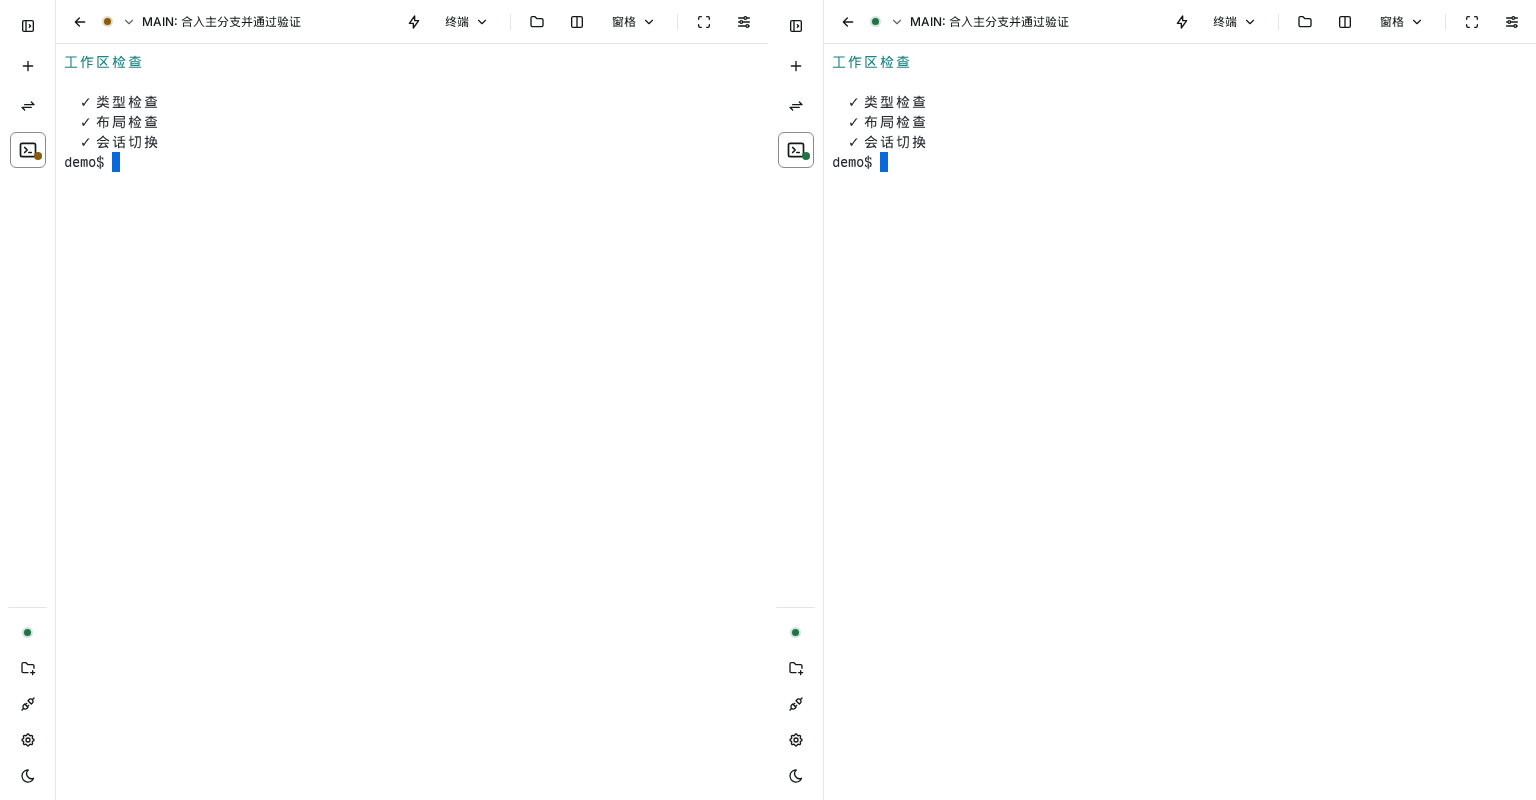 MAIN: 合入主分支并通过验证
终端
窗格
工作区检查
✓ 类型检查
✓ 布局检查
✓ 会话切换
demo$
MAIN: 合入主分支并通过验证
终端
窗格
工作区检查
✓ 类型检查
✓ 布局检查
✓ 会话切换
demo$